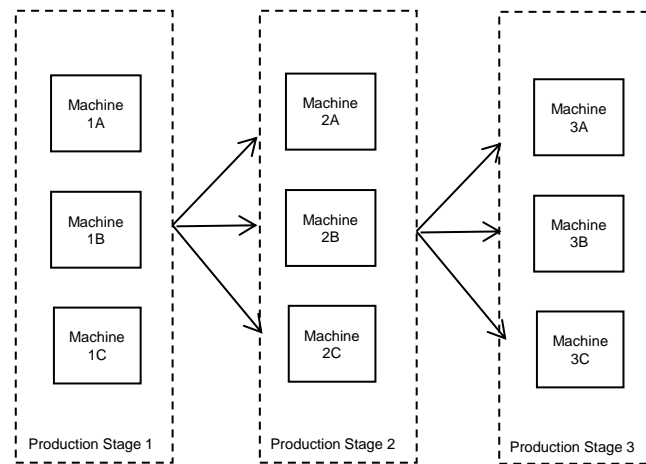 Machine
1A
Machine
1B
Machine
1C
Production Stage 1
Machine
2A
Machine
2B
Machine
2C
Production Stage 2
Machine
3A
Machine
3B
Machine
3C
Production Stage 3